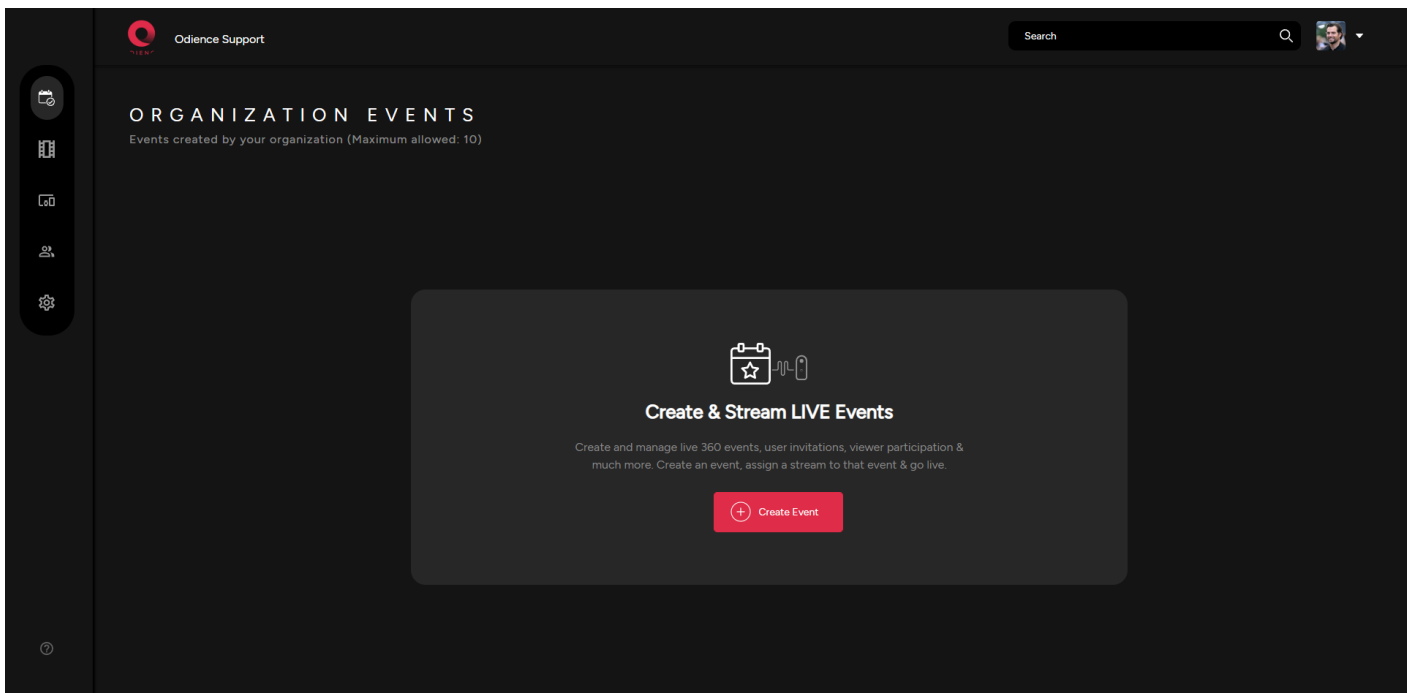 Odience Support
Search
ORGANIZATION EVENTS
Events created by your organization (Maximum allowed: 10)
Create & Stream LIVE Events
Create and manage live 360 events, user invitations, viewer participation &
much more. Create an event, assign a stream to that event & go live.
Create Event